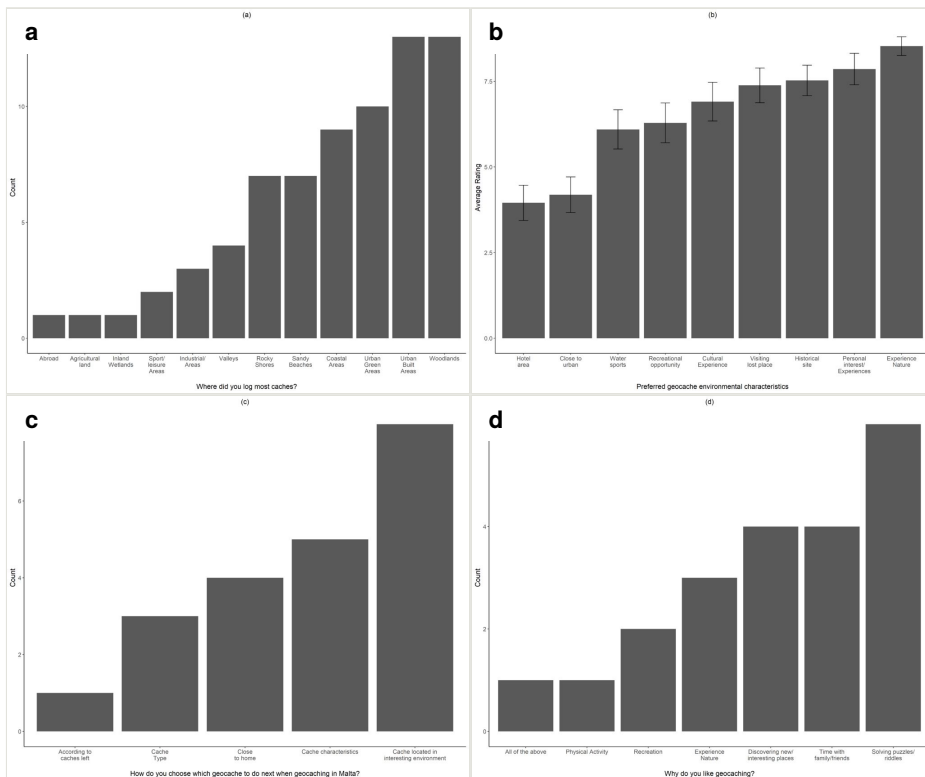 (a)
a
Count
10
5
0
Abroad
Agricultural
land
Inland
Wetlands
Sport/
leisure
Areas
Industrial/
Areas
Valleys
Rocky
Shores
Sandy
Beaches
Coastal
Areas
Urban
Green
Areas
Urban
Built
Areas
Woodlands
Where did you log most caches?
(b)
b
Average Rating
7.5
5.0
2.5
0.0
Hotel
area
Close to
urban
Water
sports
Recreational
opportunity
Cultural
Experience
Visiting
lost place
Historical
site
Personal
interest/
Experiences
Experience
Nature
Preferred geocache environmental characteristics
(c)
c
Count
6
4
2
0
According to
caches left
Cache
Type
Close
to home
Cache characteristics
Cache located in
interesting environment
How do you choose which geocache to do next when geocaching in Malta?
(d)
d
Count
4
2
0
All of the above
Physical Activity
Recreation
Experience
Nature
Discovering new/
interesting places
Time with
family/friends
Solving puzzles/
riddles
Why do you like geocaching?